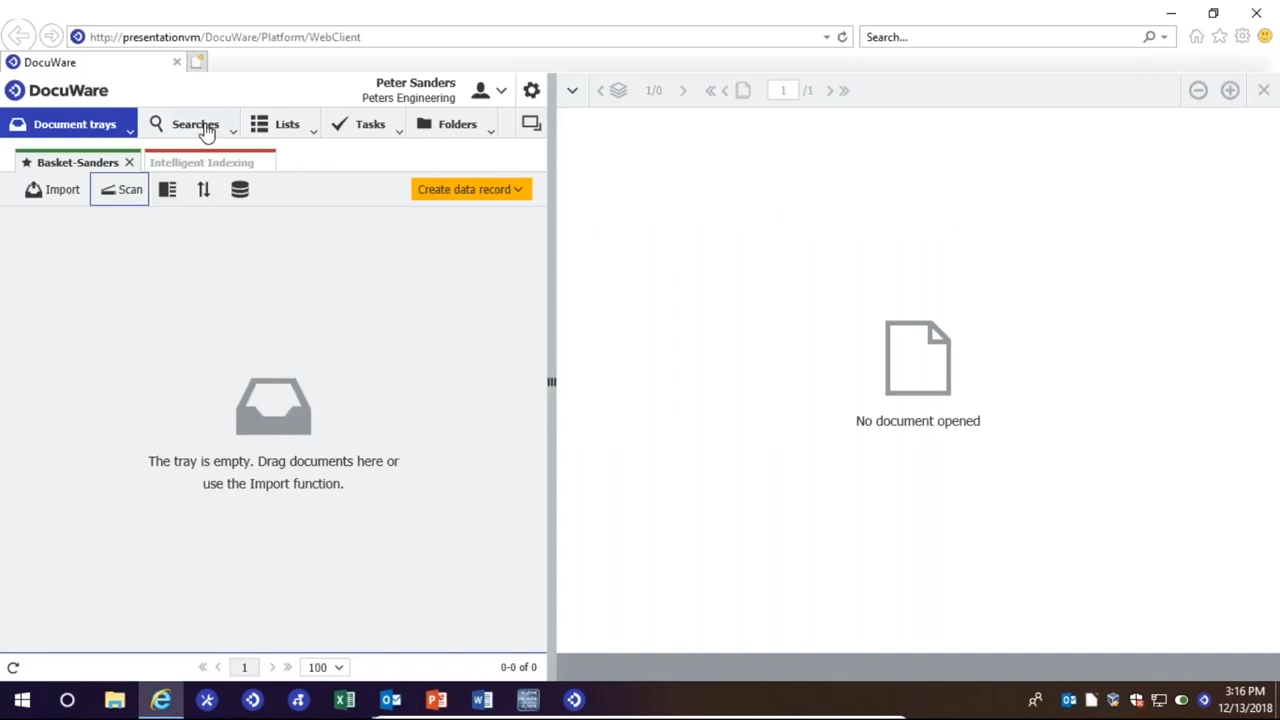 http://presentationvm/DocuWare/Platform/WebClient
Search...
DocuWare
DocuWare
Peter Sanders
Peters Engineering
1/0
1
/1
Document trays
Searches
Lists
Tasks
Folders
Basket-Sanders
Intelligent Indexing
Import
Scan
Create data record
The tray is empty. Drag documents here or
use the Import function.
No document opened
1
100
0-0 of 0
3:16 PM
12/13/2018